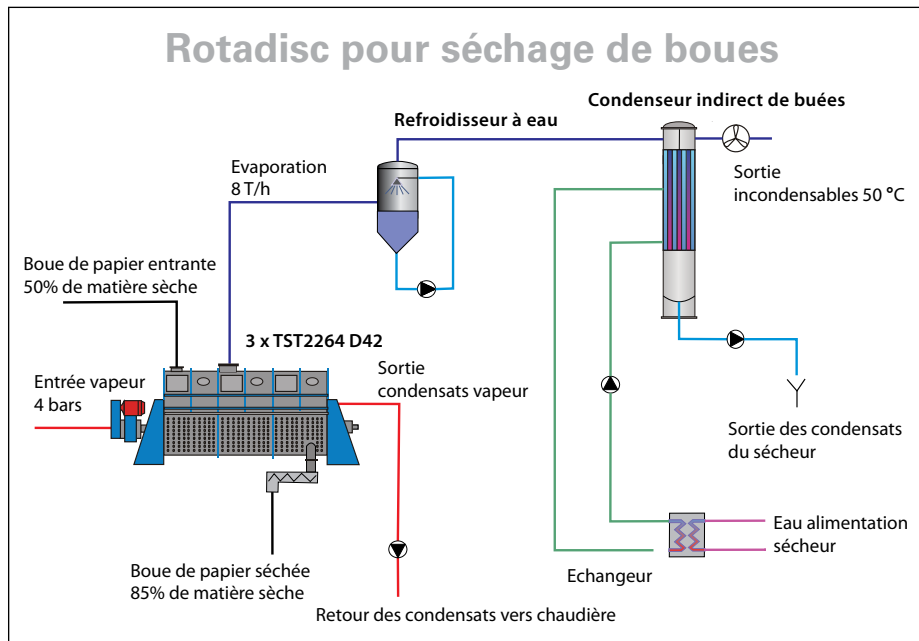 Rotadisc pour séchage de boues
Condenseur indirect de buées
Refroidisseur à eau
Evaporation
8 T/h
Sortie
incondensables 50 °C
Boue de papier entrante
50% de matière sèche
3 x TST2264 D42
Entrée vapeur
4 bars
Sortie
condensats vapeur
Sortie des condensats
du sécheur
Eau alimentation
sécheur
Echangeur
Boue de papier séchée
85% de matière sèche
Retour des condensats vers chaudière